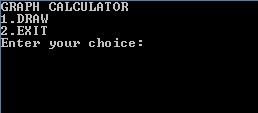 GRAPH CALCULATOR
1.DRAW
2.EXIT
Enter your choice: